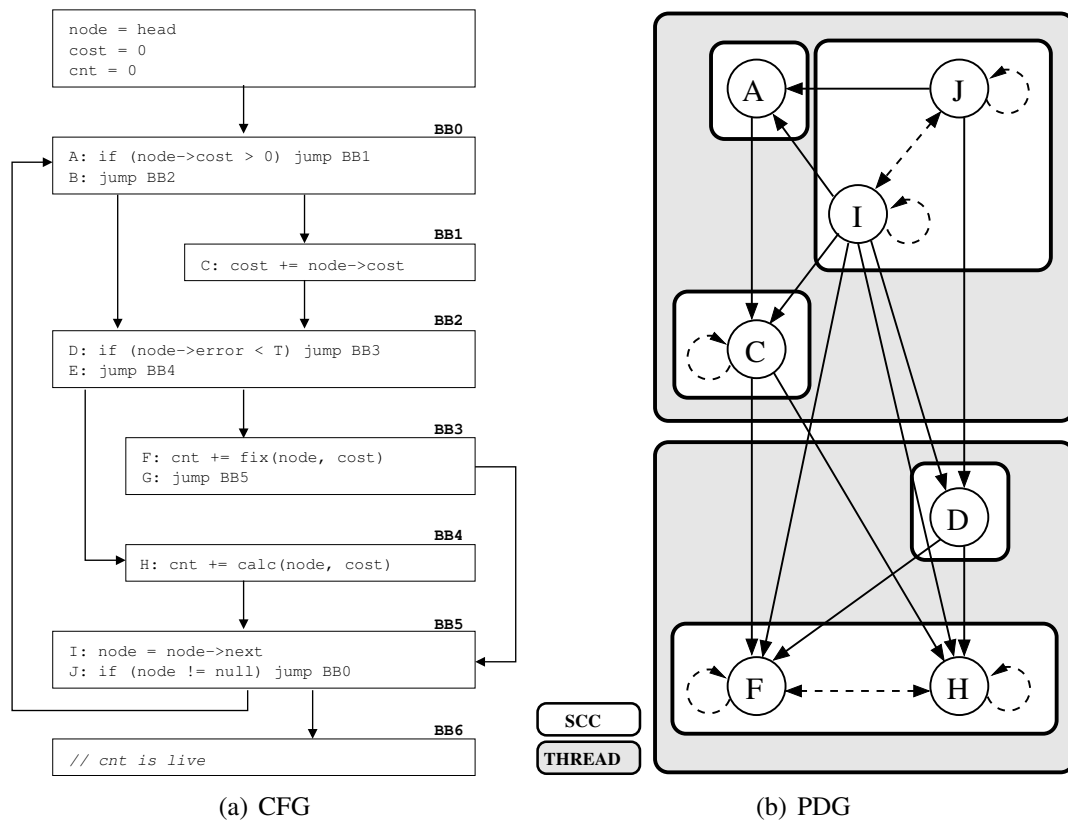 node = head
cost = 0
cnt = 0
BB0
A: if (node->cost > 0) jump BB1
B: jump BB2
BB1
C: cost += node->cost
BB2
D: if (node->error < T) jump BB3
E: jump BB4
BB3
F: cnt += fix(node, cost)
G: jump BB5
BB4
H: cnt += calc(node, cost)
BB5
I: node = node->next
J: if (node != null) jump BB0
BB6
// cnt is live
(a) CFG
A
J
I
C
D
F
H
SCC
THREAD
(b) PDG